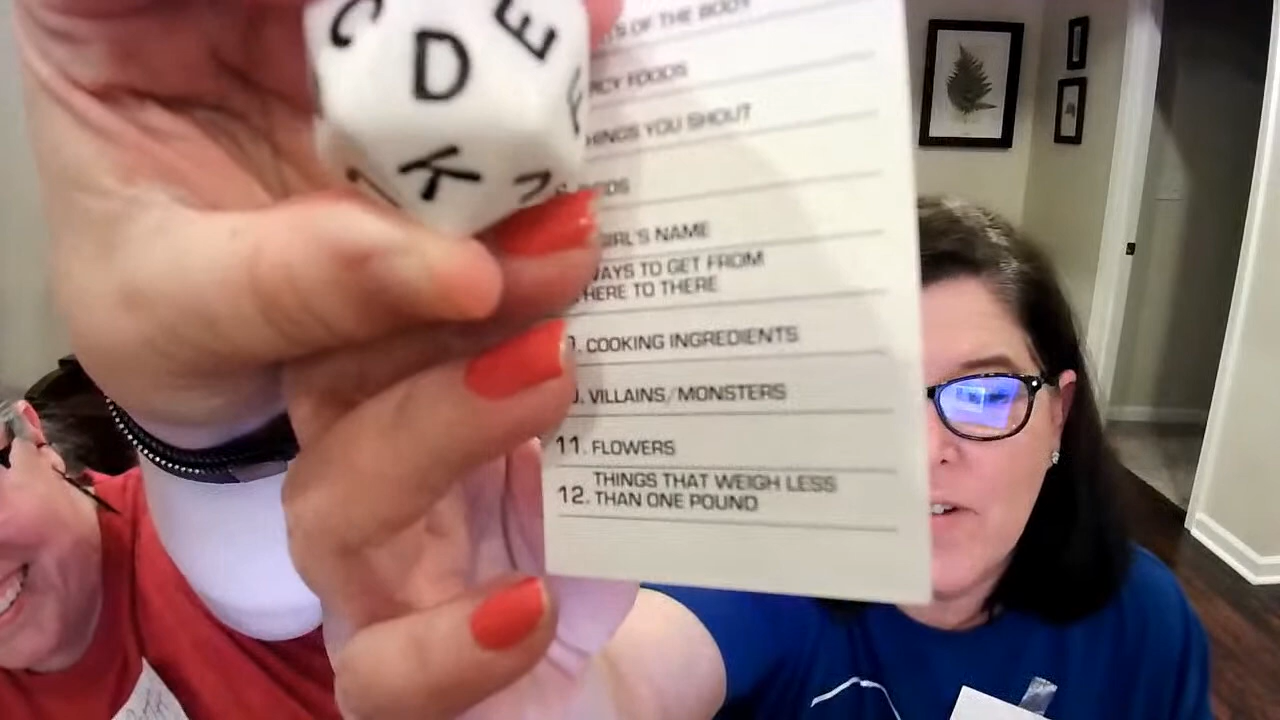 C D E
K
OF THE BODY
FOODS
THINGS YOU SHOUT
GIRL'S NAME
WAYS TO GET FROM
HERE TO THERE
COOKING INGREDIENTS
VILLAINS/MONSTERS
11. FLOWERS
THINGS THAT WEIGH LESS
12. THAN ONE POUND